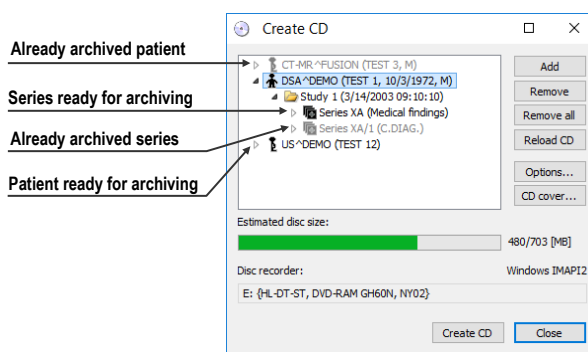 Create CD
Already archived patient
CT-MR^FUSION (TEST 3, M)
Add
DSA^DEMO (TEST 1, 10/3/1972, M)
Remove
Series ready for archiving
Study 1 (3/14/2003 09:10:10)
Series XA (Medical findings)
Remove all
Already archived series
Series XA/1 (C.DIAG.)
Reload CD
US^DEMO (TEST 12)
Patient ready for archiving
Options...
CD cover...
Estimated disc size:
480/703 [MB]
Disc recorder:
Windows IMAPI2
E: {HL-DT-ST, DVD-RAM GH60N, NY02}
Create CD
Close